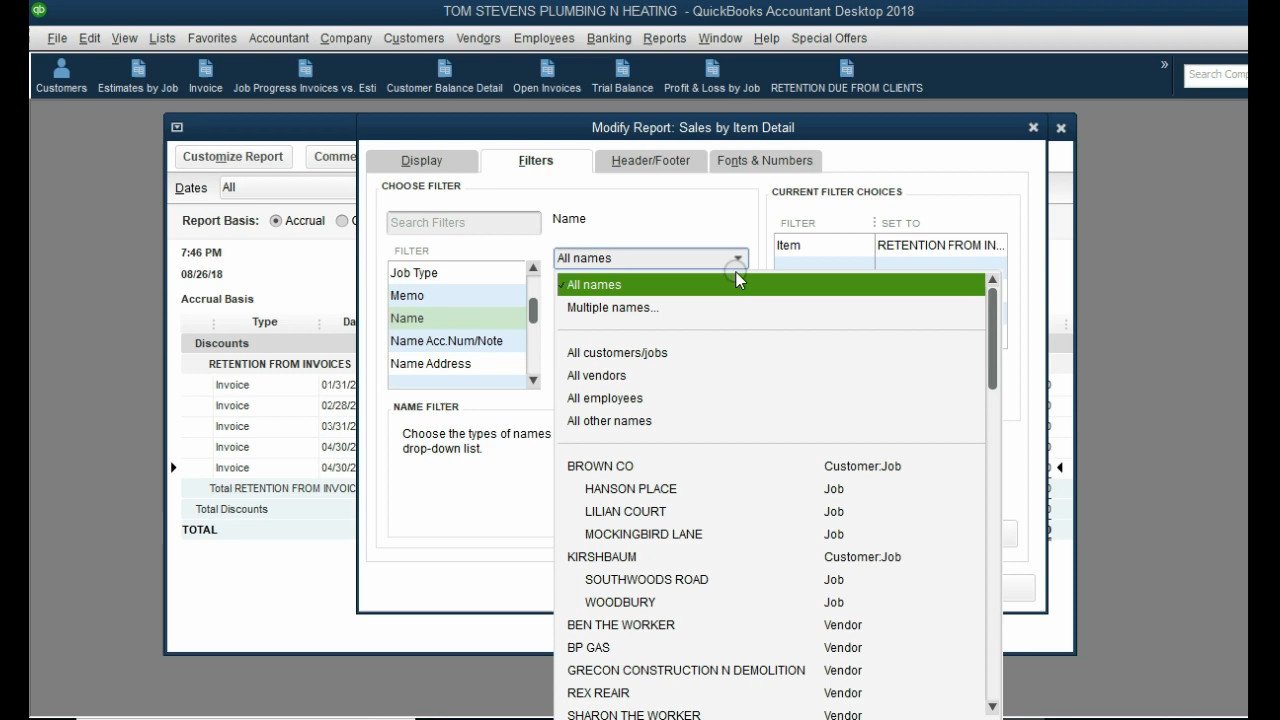 qb TOM STEVENS PLUMBING N HEATING - QuickBooks Accountant Desktop 2018
File Edit View Lists Favorites Accountant Company Customers Vendors Employees Banking Reports Window Help Special Offers
» Search Comp
Customers Estimates by Job Invoice Job Progress Invoices vs. Esti Customer Balance Detail Open Invoices Trial Balance Profit & Loss by Job RETENTION DUE FROM CLIENTS
Modify Report: Sales by Item Detail
Customize Report Comme
Display Filters Header/Footer Fonts & Numbers
Dates All
CHOOSE FILTER
CURRENT FILTER CHOICES
Report Basis: Accrual C
Search Filters Name
FILTER SET TO
7:46 PM
FILTER
All names
Item RETENTION FROM IN...
08/26/18
Job Type
All names
Accrual Basis
Memo
Multiple names...
Type Da
Name
Discounts
Name Acc.Num/Note
All customers/jobs
RETENTION FROM INVOICES
Name Address
All vendors
Invoice 01/31/2
All employees
Invoice 02/28/2
NAME FILTER
All other names
Invoice 03/31/2
Choose the types of names
drop-down list.
Invoice 04/30/2
BROWN CO Customer:Job
Invoice 04/30/2
HANSON PLACE Job
Total RETENTION FROM INVOIC
LILIAN COURT Job
Total Discounts
MOCKINGBIRD LANE Job
TOTAL
KIRSHBAUM Customer:Job
SOUTHWOODS ROAD Job
WOODBURY Job
BEN THE WORKER Vendor
BP GAS Vendor
GRECON CONSTRUCTION N DEMOLITION Vendor
REX REAIR Vendor
SHARON THE WORKER Vendor